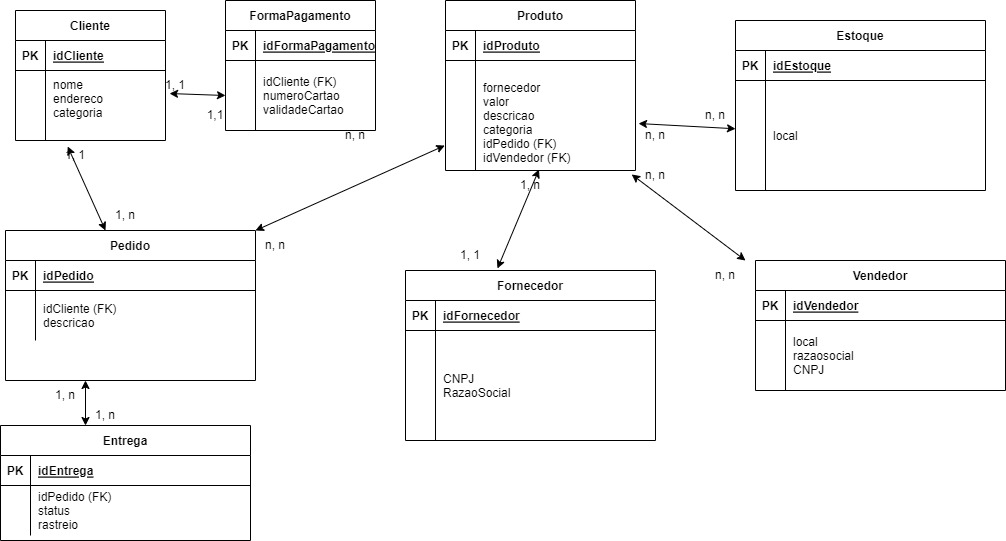 Cliente
PK idCliente
nome
endereco
categoria
FormaPagamento
PK idFormaPagamento
idCliente (FK)
numeroCartao
validadeCartao
Produto
PK idProduto
fornecedor
valor
descricao
categoria
idPedido (FK)
idVendedor (FK)
Estoque
PK idEstoque
local
1, 1
1,1
n, n
n, n
n, n
1, 1
1, n
n, n
1, n
1, 1
n, n
n, n
Pedido
PK idPedido
idCliente (FK)
descricao
Fornecedor
PK idFornecedor
CNPJ
RazaoSocial
Vendedor
PK idVendedor
local
razaosocial
CNPJ
1, n
1, n
Entrega
PK idEntrega
idPedido (FK)
status
rastreio